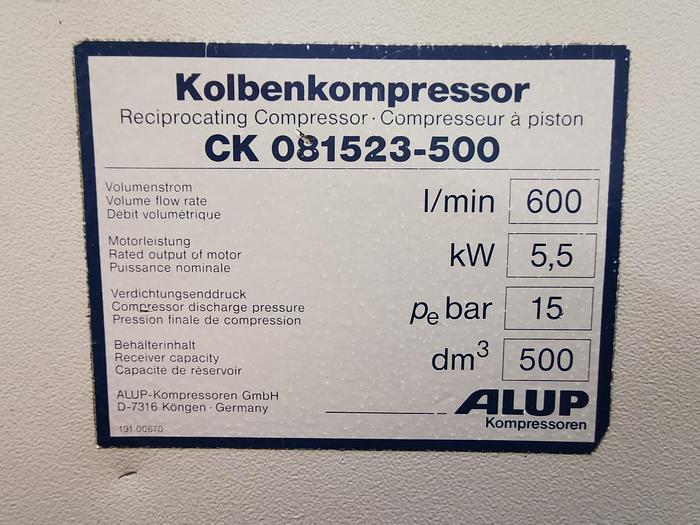 Kolbenkompressor
Reciprocating Compressor · Compresseur à piston
CK 081523-500
Volumenstrom
Volume flow rate
Débit volumétrique
l/min 600
Motorleistung
Rated output of motor
Puissance nominale
kW 5,5
Verdichtungsenddruck
Compressor discharge pressure
Pression finale de compression
pe bar 15
Behälterinhalt
Receiver capacity
Capacité de réservoir
dm³ 500
ALUP-Kompressoren GmbH
D-7316 Köngen · Germany
191.00670
ALUP
Kompressoren